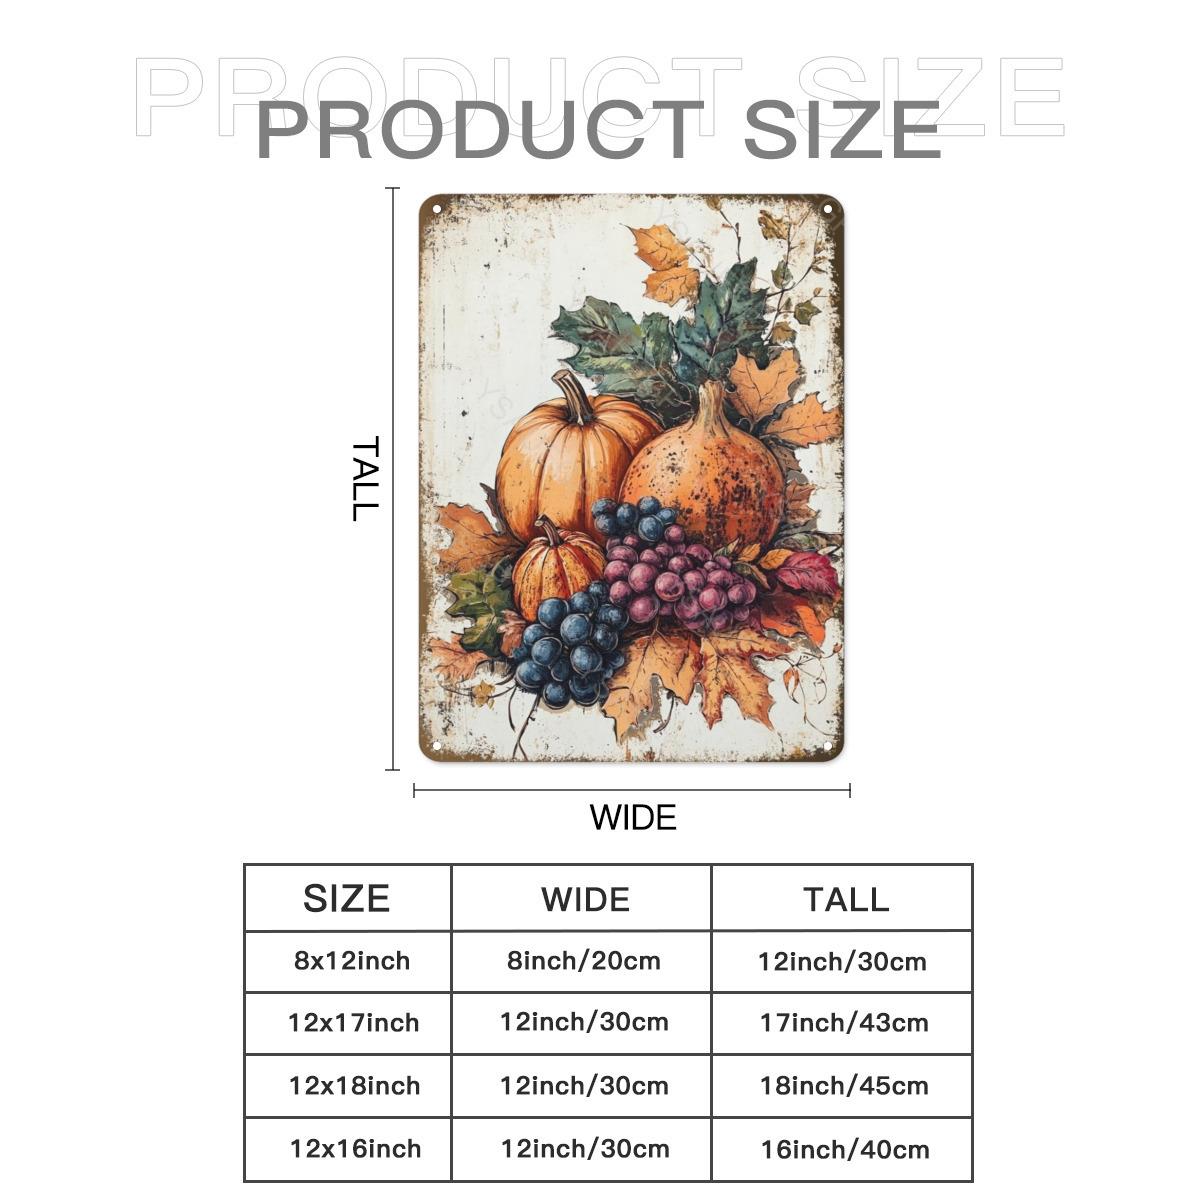 PRODUCT SIZE
PRODUCT SIZE
TALL
WIDE
SIZE WIDE TALL
8x12inch 8inch/20cm 12inch/30cm
12x17inch 12inch/30cm 17inch/43cm
12x18inch 12inch/30cm 18inch/45cm
12x16inch 12inch/30cm 16inch/40cm